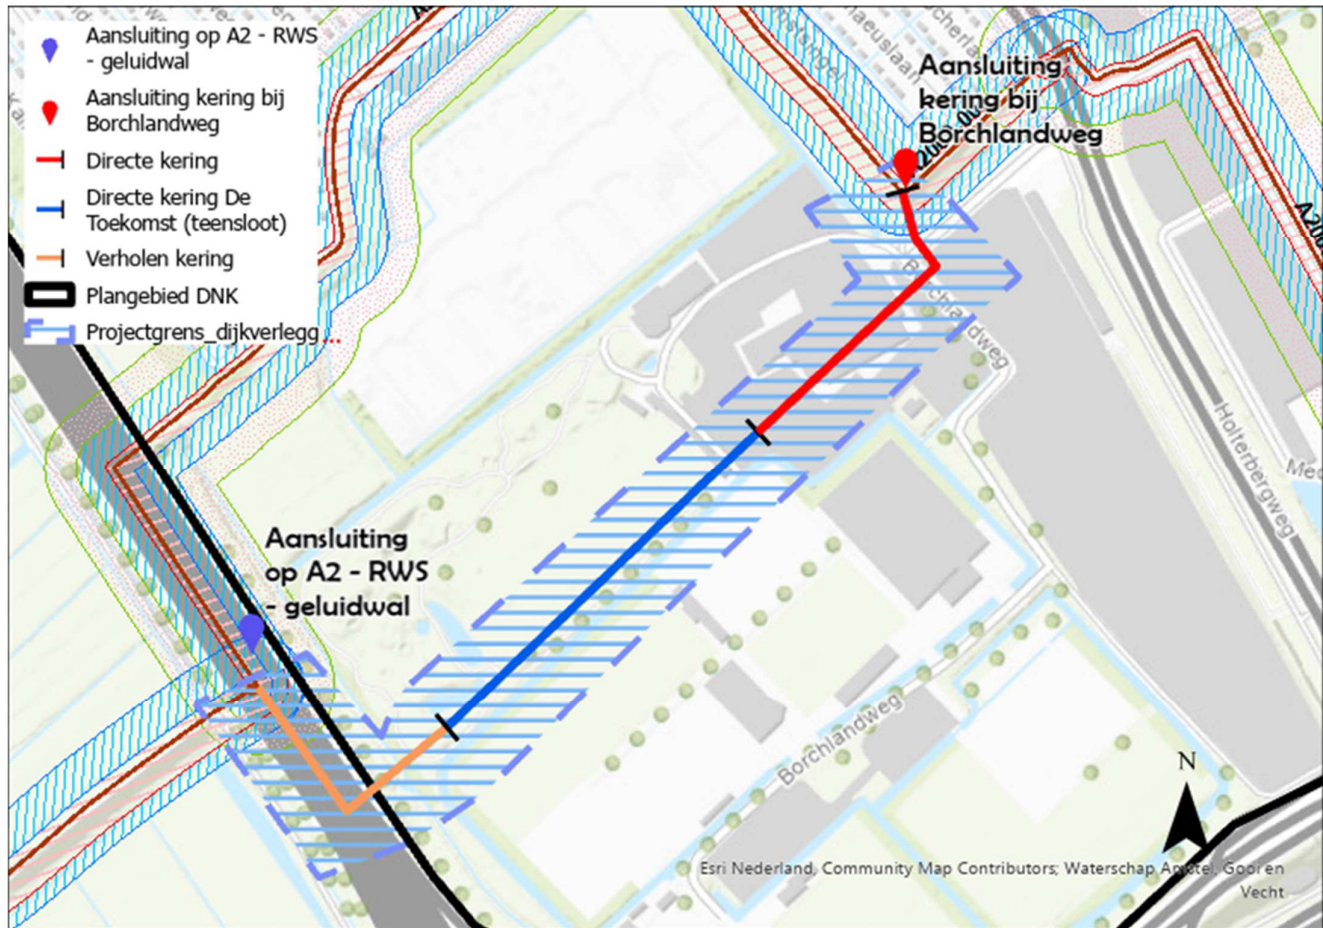 Aansluiting op A2 - RWS
- geluidwal
Aansluiting kering bij
Borchlandweg
Directe kering
Directe kering De
Toekomst (teensloot)
Verholen kering
Plangebied DNK
Projectgrens_dijkverlegg...
Aansluiting
kering bij
Borchlandweg
Borchlandweg
Holterbergweg
Aansluiting
op A2 - RWS
- geluidwal
Borchlandweg
N
Esri Nederland, Community Map Contributors; Waterschap Amstel, Gooi en
Vecht